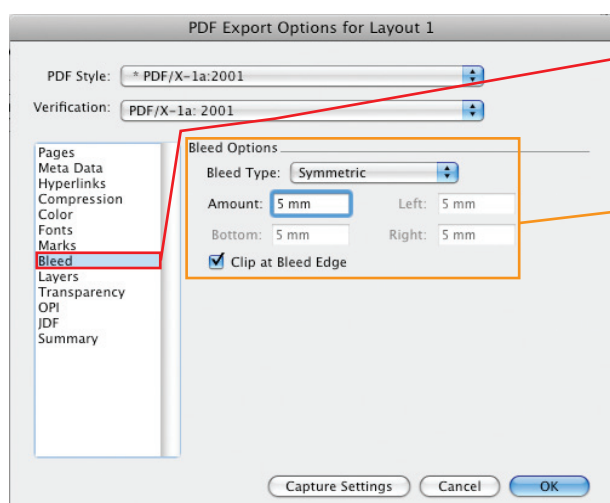 PDF Export Options for Layout 1
PDF Style: * PDF/X-1a:2001
Verification: PDF/X-1a: 2001
Pages
Meta Data
Hyperlinks
Compression
Color
Fonts
Marks
Bleed
Layers
Transparency
OPI
JDF
Summary
Bleed Options
Bleed Type: Symmetric
Amount: 5 mm Left: 5 mm
Bottom: 5 mm Right: 5 mm
Clip at Bleed Edge
Capture Settings Cancel OK